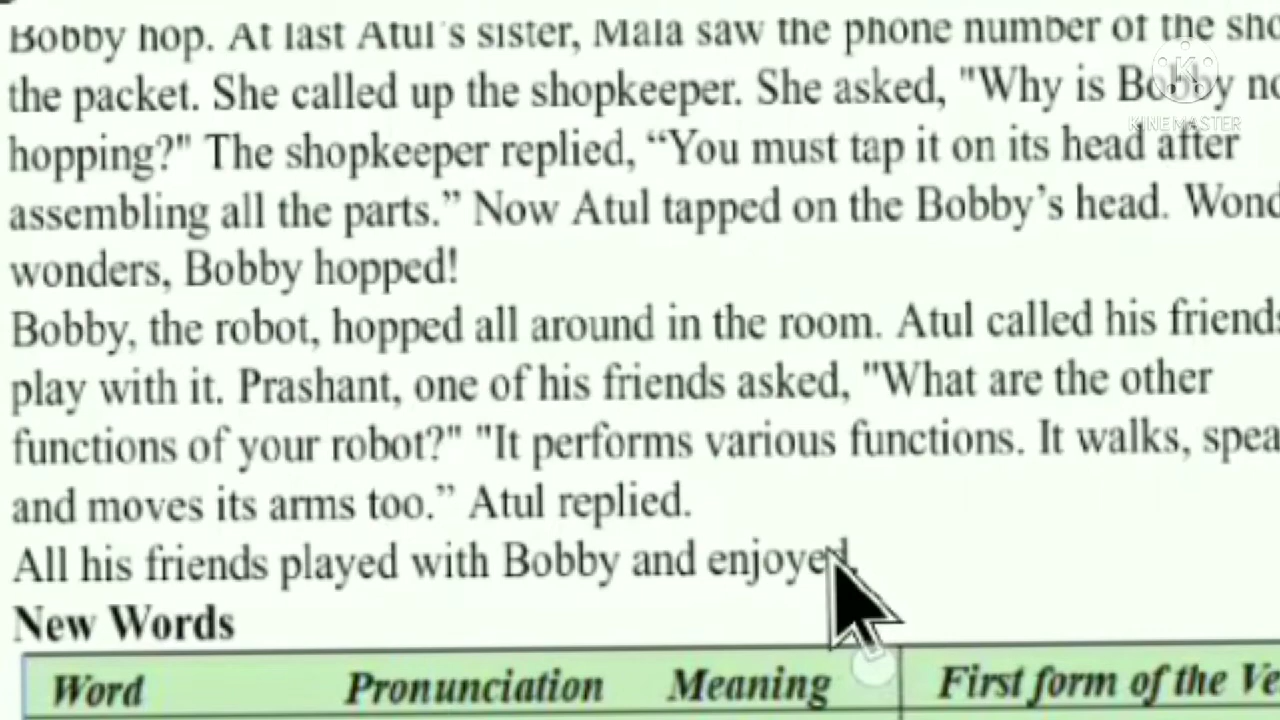 Bobby hop. At last Atul's sister, Mala saw the phone number of the
the packet. She called up the shopkeeper. She asked, "Why is Bobby
hopping?" The shopkeeper replied, “You must tap it on its head after
assembling all the parts.” Now Atul tapped on the Bobby’s head.
wonders, Bobby hopped!
Bobby, the robot, hopped all around in the room. Atul called his friends
play with it. Prashant, one of his friends asked, "What are the other
functions of your robot?" "It performs various functions. It walks,
and moves its arms too.” Atul replied.
All his friends played with Bobby and enjoyed.
New Words
Word Pronunciation Meaning First form of the
KINEMASTER